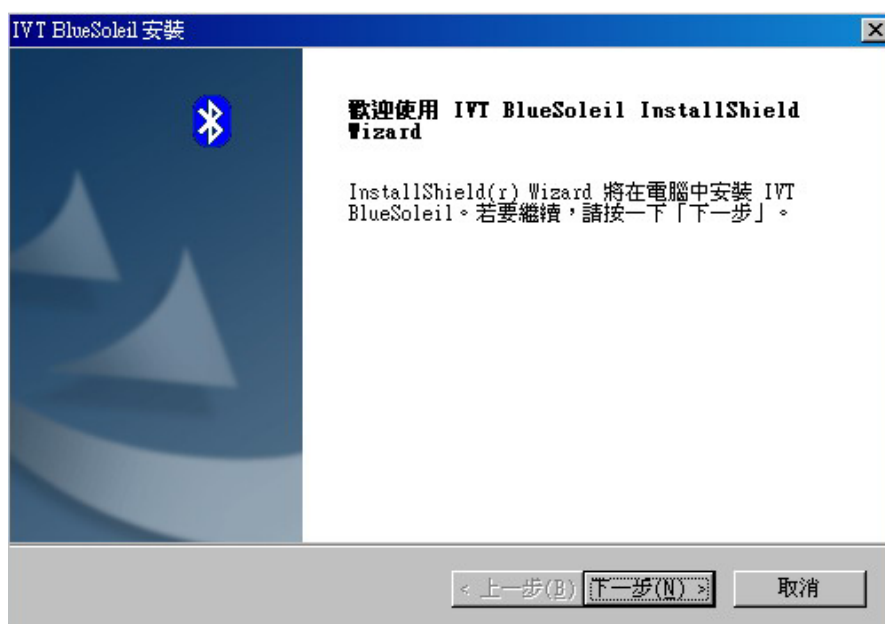 IVT BlueSoleil 安裝
歡迎使用 IVT BlueSoleil InstallShield
Wizard
InstallShield(r) Wizard 將在電腦中安裝 IVT
BlueSoleil。若要繼續，請按一下「下一步」。
< 上一步(B) 下一步(N) > 取消